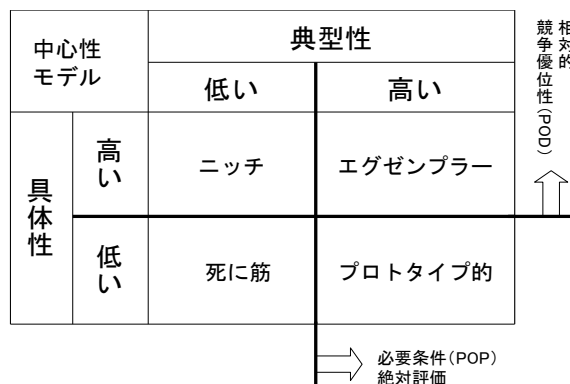 中心性
モデル
典型性
低い
高い
具体性
高い
ニッチ
エグゼンプラー
低い
死に筋
プロトタイプ的
相対的
競争優位性(POD)
必要条件(POP)
絶対評価